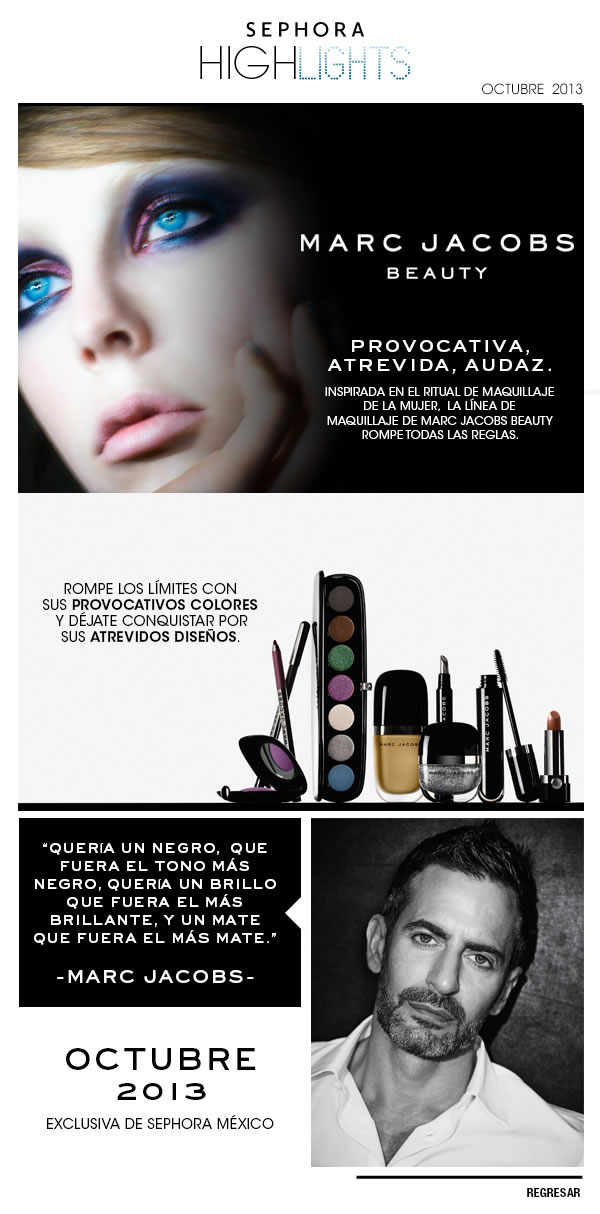 SEPHORA
HIGHLIGHTS
OCTUBRE 2013
MARC JACOBS
BEAUTY
PROVOCATIVA,
ATREVIDA, AUDAZ.
INSPIRADA EN EL RITUAL DE MAQUILLAJE
DE LA MUJER, LA LÍNEA DE
MAQUILLAJE DE MARC JACOBS BEAUTY
ROMPE TODAS LAS REGLAS.
ROMPE LOS LÍMITES CON
SUS PROVOCATIVOS COLORES
Y DÉJATE CONQUISTAR POR
SUS ATREVIDOS DISEÑOS.
MARC JACOBS
MARC JACOBS
MARC JACOBS
MARC JACOBS
"QUERÍA UN NEGRO, QUE
FUERA EL TONO MÁS
NEGRO, QUERÍA UN BRILLO
QUE FUERA EL MÁS
BRILLANTE, Y UN MATE
QUE FUERA EL MÁS MATE."
-MARC JACOBS-
OCTUBRE
2013
EXCLUSIVA DE SEPHORA MÉXICO
REGRESAR